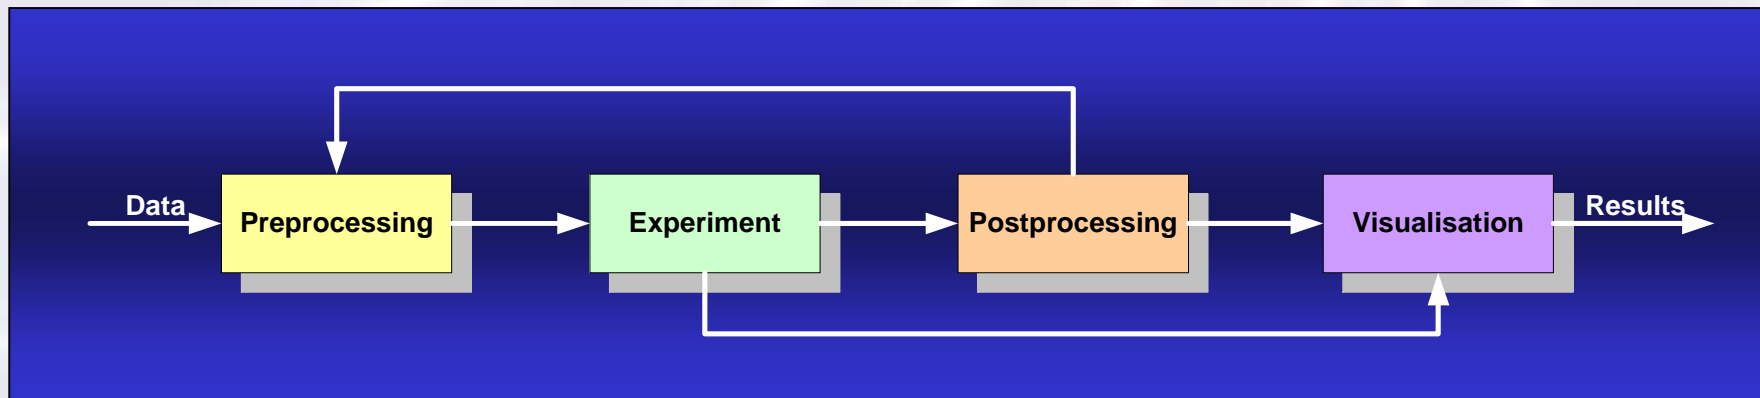 Data
Preprocessing
Experiment
Postprocessing
Visualisation
Results